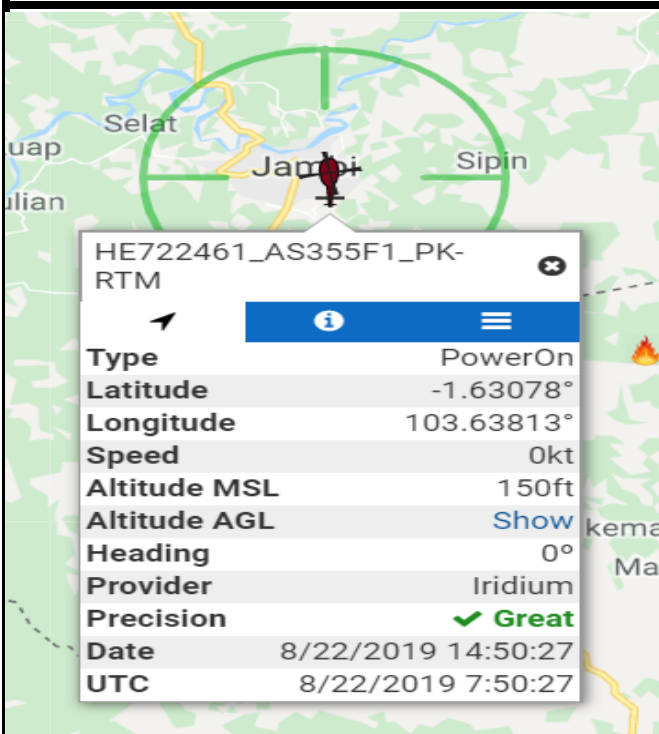 Selat
uap
Jambi
Sipin
ulian
HE722461_AS355F1_PK-
RTM
Type PowerOn
Latitude -1.63078°
Longitude 103.63813°
Speed 0kt
Altitude MSL 150ft
Altitude AGL Show
kema
Heading 0°
Ma
Provider Iridium
Precision Great
Date 8/22/2019 14:50:27
UTC 8/22/2019 7:50:27